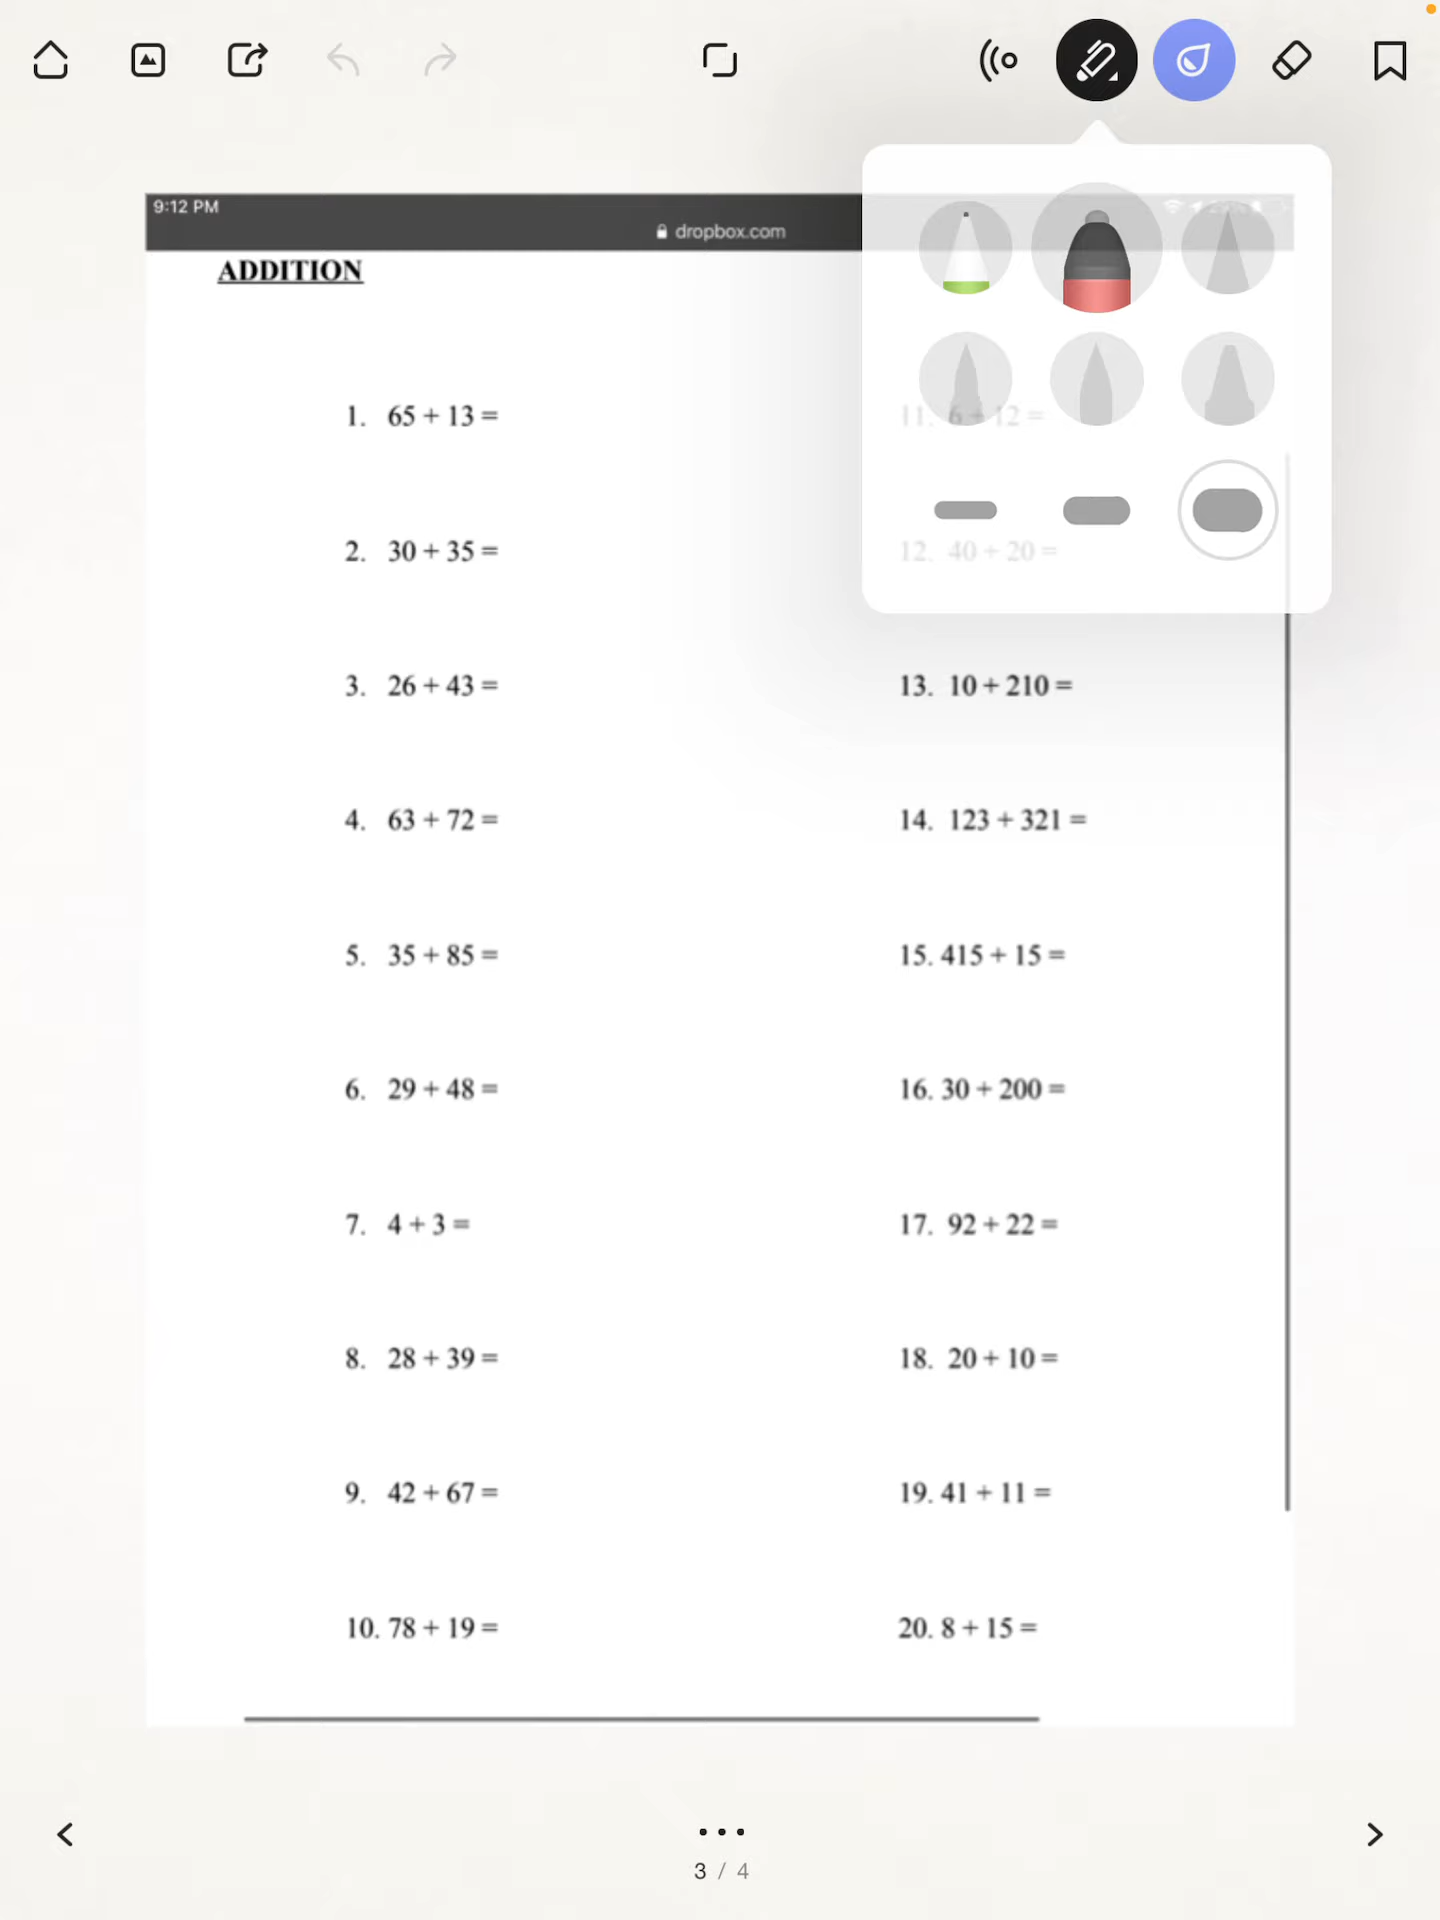 9:12 PM
dropbox.com
ADDITION
1. 65 + 13 =
2. 30 + 35 =
3. 26 + 43 =
4. 63 + 72 =
5. 35 + 85 =
6. 29 + 48 =
7. 4 + 3 =
8. 28 + 39 =
9. 42 + 67 =
10. 78 + 19 =
11. 6 + 12 =
12. 40 + 20 =
13. 10 + 210 =
14. 123 + 321 =
15. 415 + 15 =
16. 30 + 200 =
17. 92 + 22 =
18. 20 + 10 =
19. 41 + 11 =
20. 8 + 15 =
3 / 4